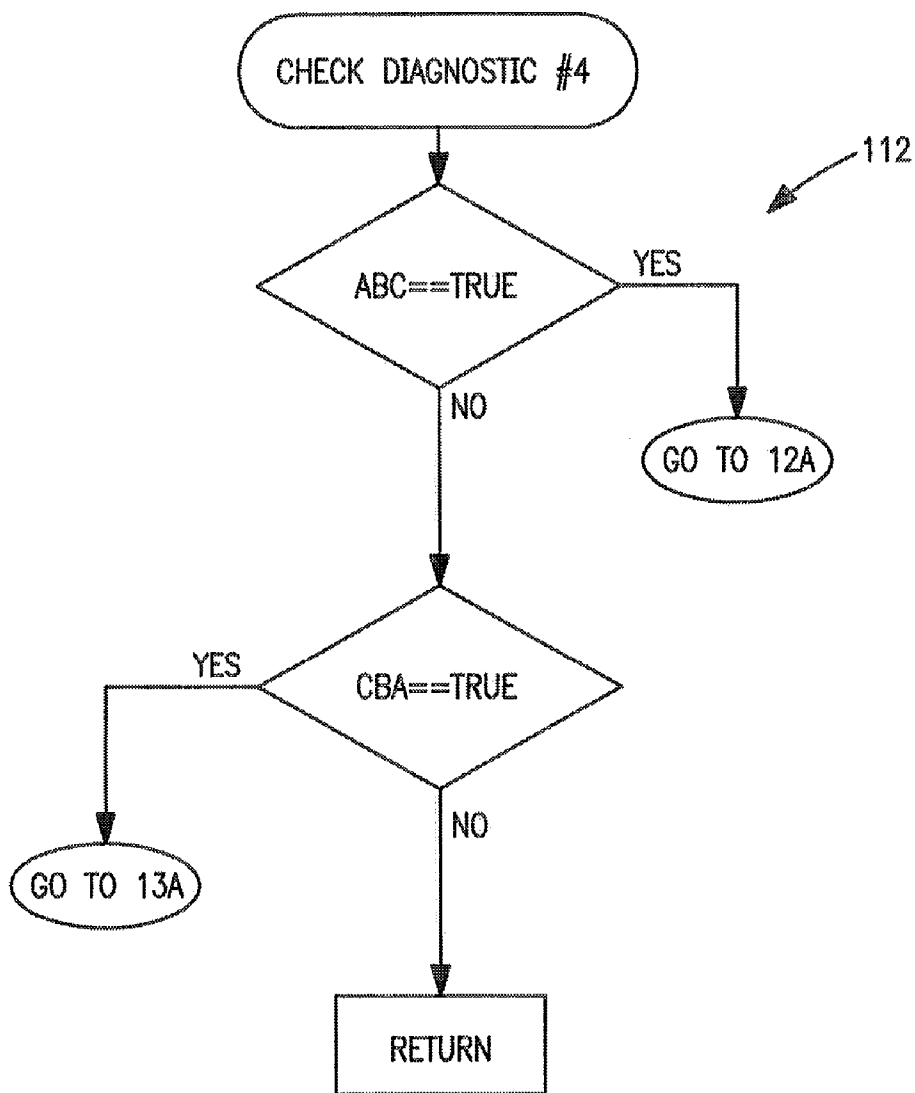 CHECK DIAGNOSTIC #4
112
ABC==TRUE
YES
NO
GO TO 12A
YES
CBA==TRUE
NO
GO TO 13A
RETURN